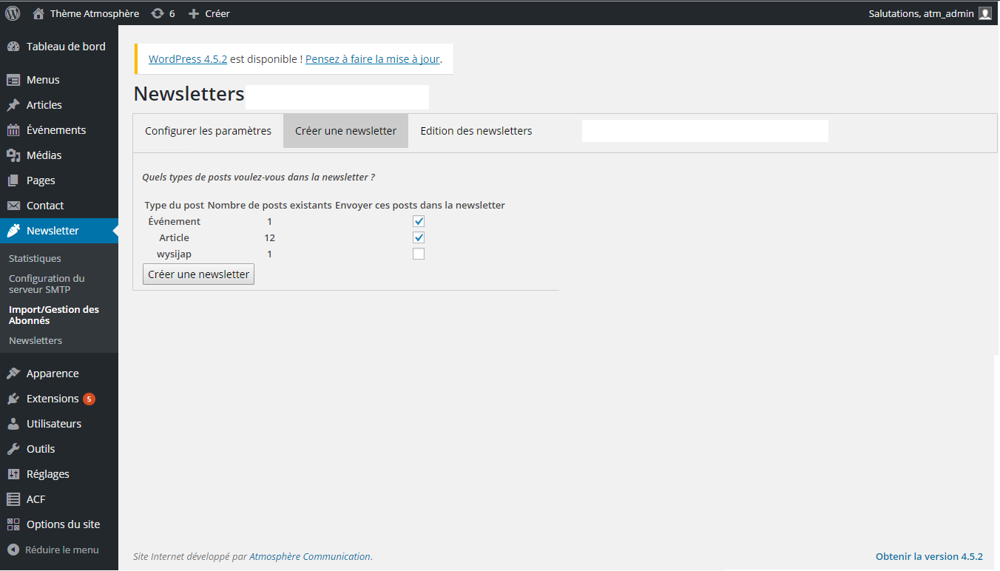 Thème Atmosphère 6 Créer Salutations, atm_admin
Tableau de bord
Menus
Articles
Événements
Médias
Pages
Contact
Newsletter
Statistiques
Configuration du
serveur SMTP
Import/Gestion des
Abonnés
Newsletters
Apparence
Extensions 5
Utilisateurs
Outils
Réglages
ACF
Options du site
Réduire le menu
WordPress 4.5.2 est disponible ! Pensez à faire la mise à jour.
Newsletters
Configurer les paramètres Créer une newsletter Edition des newsletters
Quels types de posts voulez-vous dans la newsletter ?
Type du post Nombre de posts existants Envoyer ces posts dans la newsletter
Événement 1
Article 12
wysijap 1
Créer une newsletter
Site Internet développé par Atmosphère Communication. Obtenir la version 4.5.2